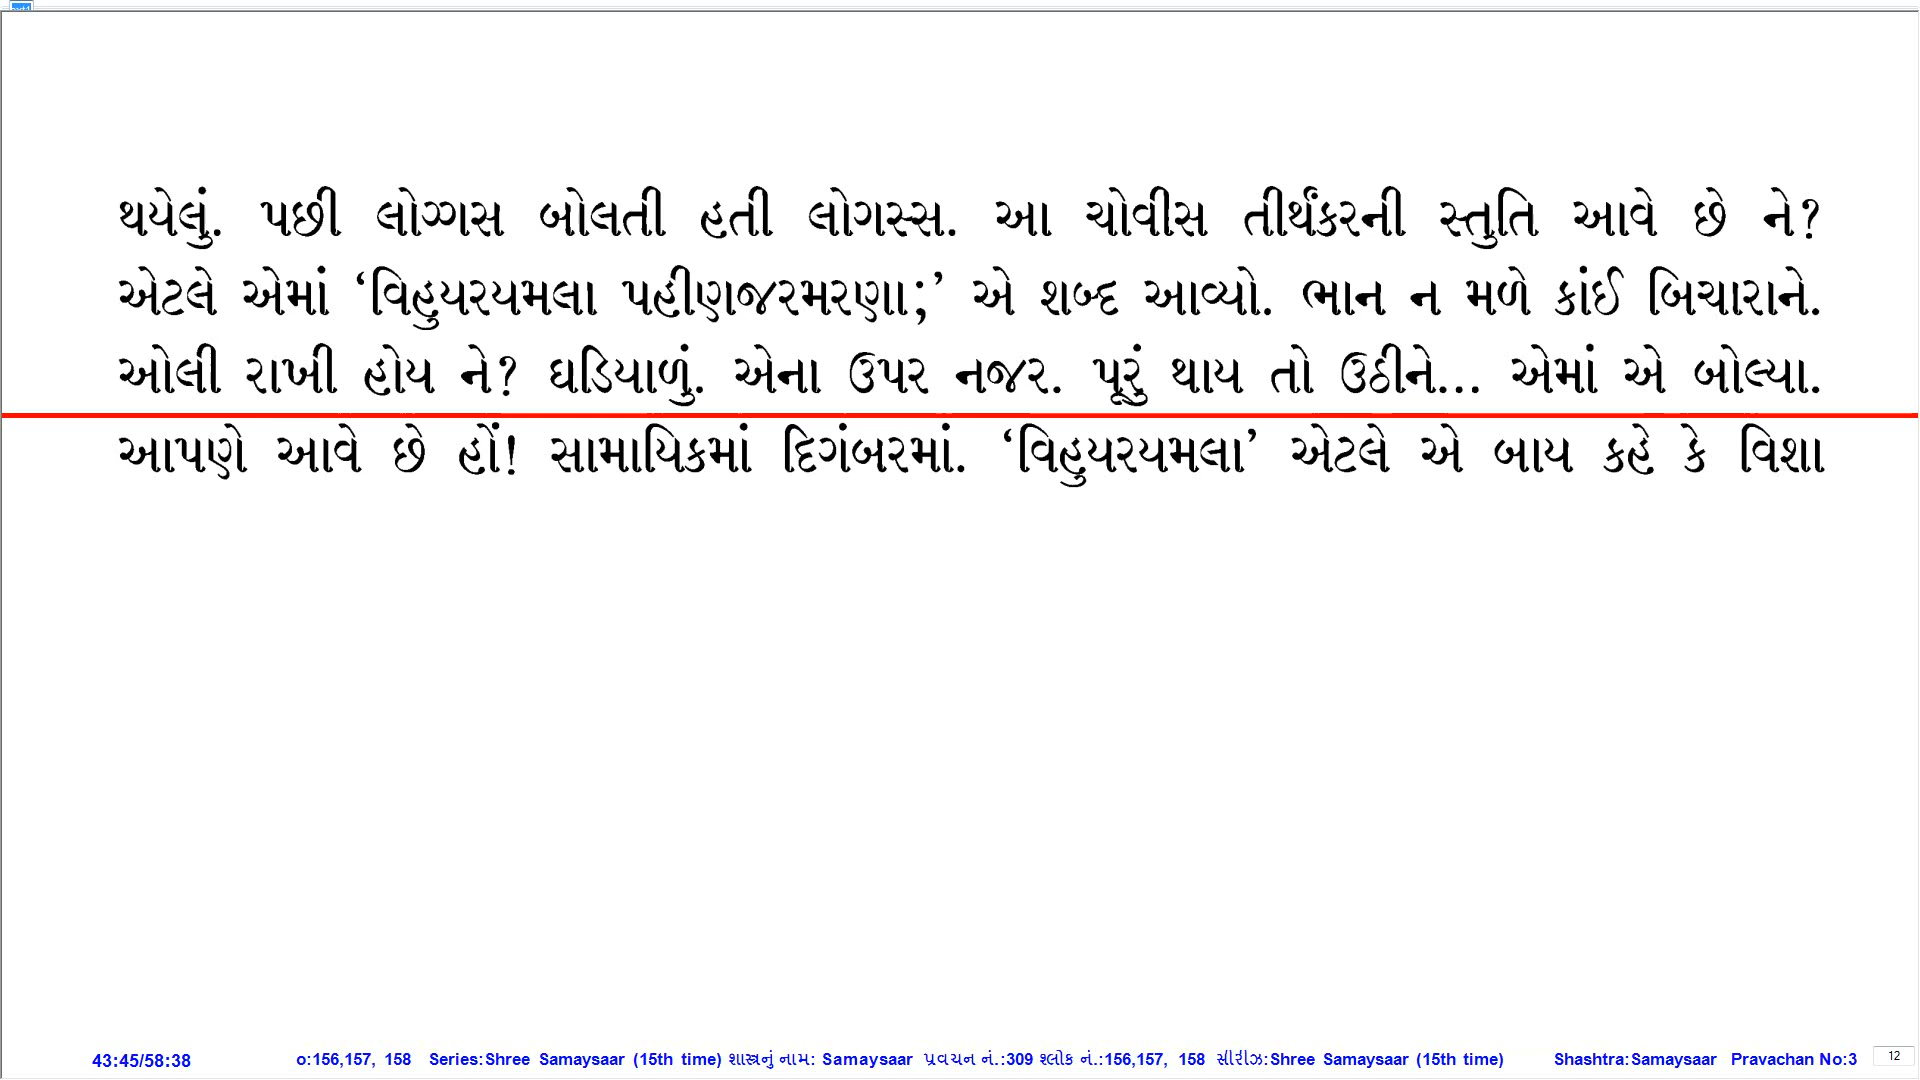 થયેલું. પછી લોગ્ગસ બોલતી હતી લોગસ્સ. આ ચોવીસ તીર્થંકરની સ્તુતિ આવે છે ને?
એટલે એમાં ‘વિહુયરયમલા પહીણજરમરણા;’ એ શબ્દ આવ્યો. ભાન ન મળે કાંઈ બિચારાને.
ઓલી રાખી હોય ને? ઘડિયાળું. એના ઉપર નજર. પૂરું થાય તો ઉઠીને... એમાં એ બોલ્યા.
આપણે આવે છે હોં! સામાયિકમાં દિગંબરમાં. ‘વિહુયરયમલા’ એટલે એ બાય કહે કે વિશા
43:45/58:38 o:156,157, 158 Series:Shree Samaysaar (15th time) શાસ્ત્રનું નામ: Samaysaar પ્રવચન નં.:309 શ્લોક નં.:156,157, 158 સીરીઝ:Shree Samaysaar (15th time) Shashtra:Samaysaar Pravachan No:3 12